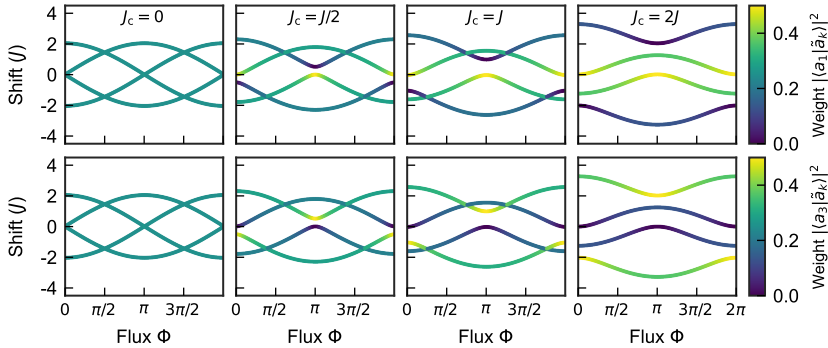 J_c = 0
J_c = J/2
J_c = J
J_c = 2J
Shift (J)
4
2
0
-2
-4
0.4
0.2
0.0
Weight |⟨a_1|ã_k⟩|^2
Shift (J)
4
2
0
-2
-4
0.4
0.2
0.0
Weight |⟨a_3|ã_k⟩|^2
0 π/2 π 3π/2
0 π/2 π 3π/2
0 π/2 π 3π/2
0 π/2 π 3π/2 2π
Flux Φ
Flux Φ
Flux Φ
Flux Φ